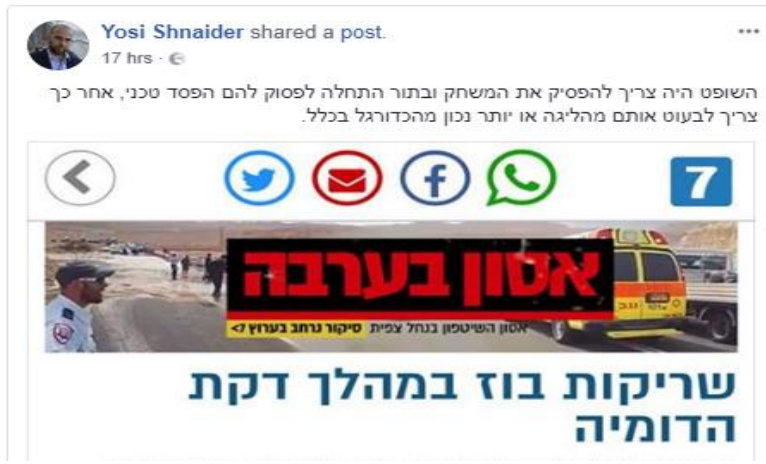 Yosi Shnaider shared a post.
17 hrs
השופט היה צריך להפסיק את המשחק ובתור התחלה לפסוק להם הפסד טכני, אחר כך
צריך לבעוט אותם מהליגה או יותר נכון מהכדורגל בכלל.
7
אסון בערבה
אסון השיטפון בנחל צפית סיקור נרחב בערוץ 7>
שריקות בוז במהלך דקת
הדומיה